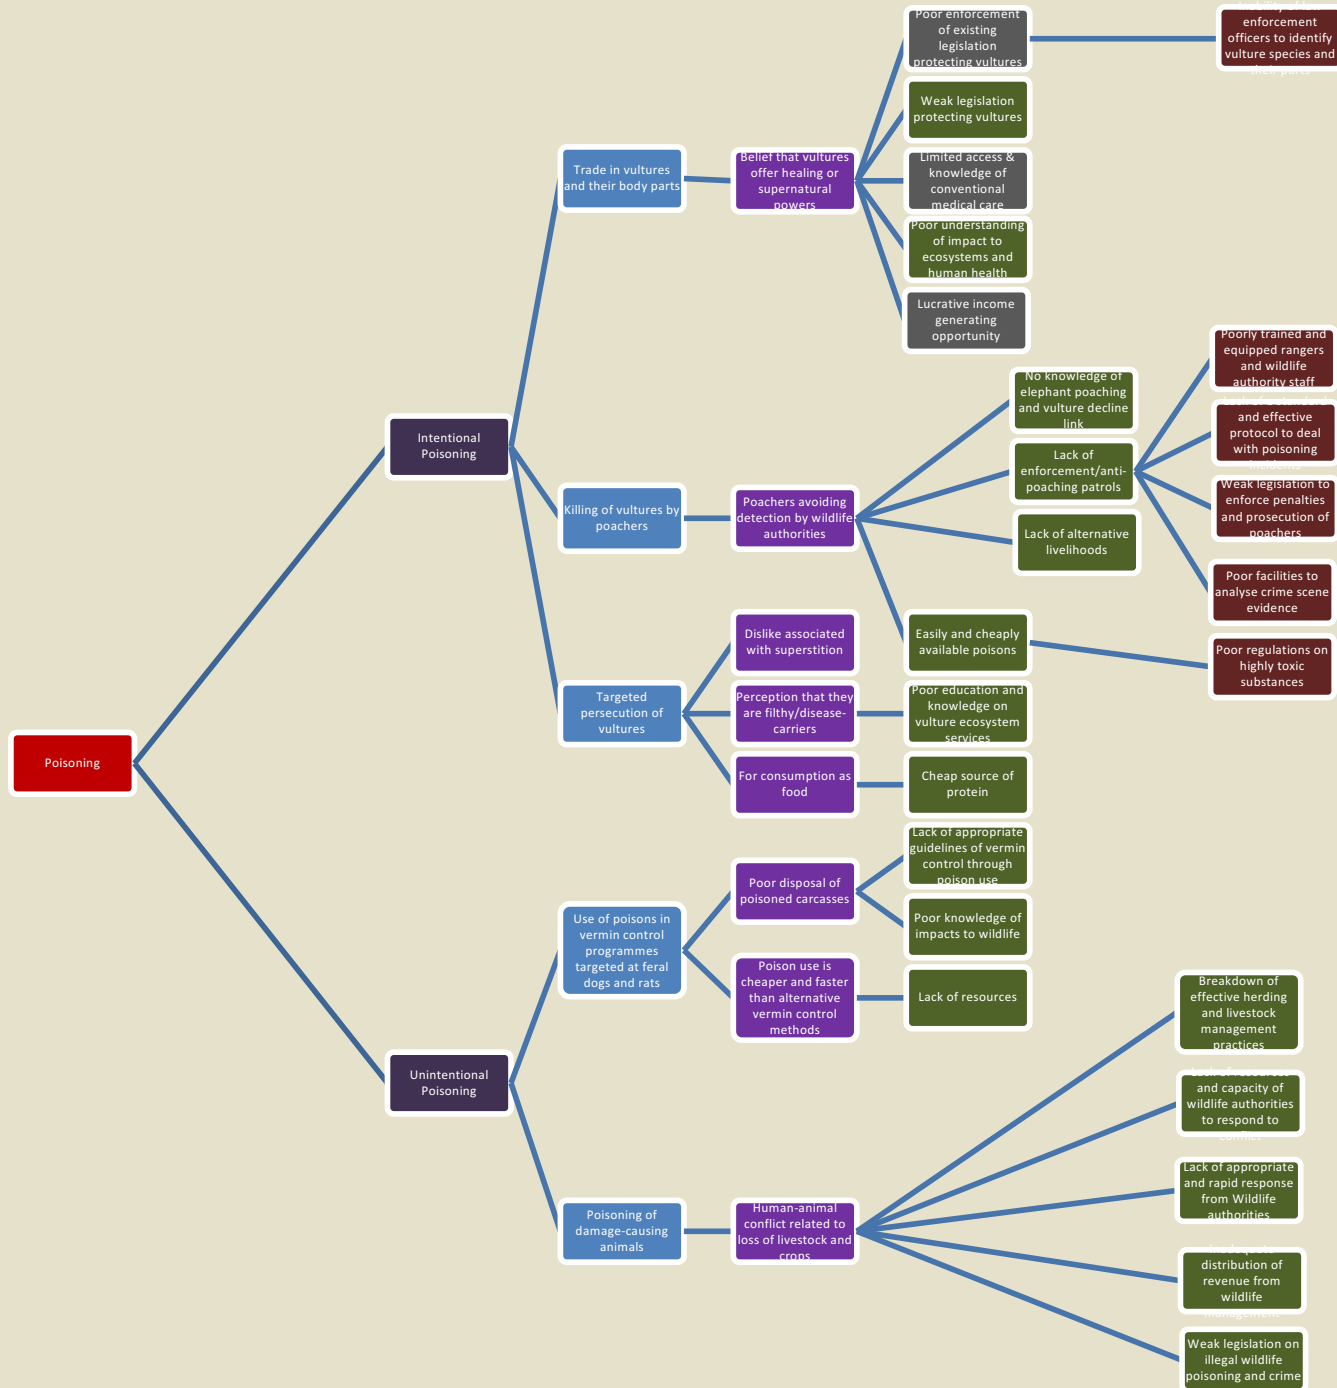 Poisoning
Intentional
Poisoning
Trade in vultures
and their body parts
Belief that vultures
offer healing or
supernatural
powers
Poor enforcement
of existing
legislation
protecting vultures
enforcement
officers to identify
vulture species and
their parts
Weak legislation
protecting vultures
Limited access &
knowledge of
conventional
medical care
Poor understanding
of impact to
ecosystems and
human health
Lucrative income
generating
opportunity
Killing of vultures by
poachers
Poachers avoiding
detection by wildlife
authorities
No knowledge of
elephant poaching
and vulture decline
link
Lack of
enforcement/anti-
poaching patrols
Poorly trained and
equipped rangers
and wildlife
authority staff
and effective
protocol to deal
with poisoning
incidents
Weak legislation to
enforce penalties
and prosecution of
poachers
Poor facilities to
analyse crime scene
evidence
Lack of alternative
livelihoods
Easily and cheaply
available poisons
Poor regulations on
highly toxic
substances
Targeted
persecution of
vultures
Dislike associated
with superstition
Perception that they
are filthy/disease-
carriers
Poor education and
knowledge on
vulture ecosystem
services
For consumption as
food
Cheap source of
protein
Unintentional
Poisoning
Use of poisons in
vermin control
programmes
targeted at feral
dogs and rats
Poor disposal of
poisoned carcasses
Lack of appropriate
guidelines of vermin
control through
poison use
Poor knowledge of
impacts to wildlife
Poison use is
cheaper and faster
than alternative
vermin control
methods
Lack of resources
Poisoning of
damage-causing
animals
Human-animal
conflict related to
loss of livestock and
crops
Breakdown of
effective herding
and livestock
management
practices
Lack of resources
and capacity of
wildlife authorities
to respond to
conflict
Lack of appropriate
and rapid response
from Wildlife
authorities
Inadequate
distribution of
revenue from
wildlife
management
Weak legislation on
illegal wildlife
poisoning and crime